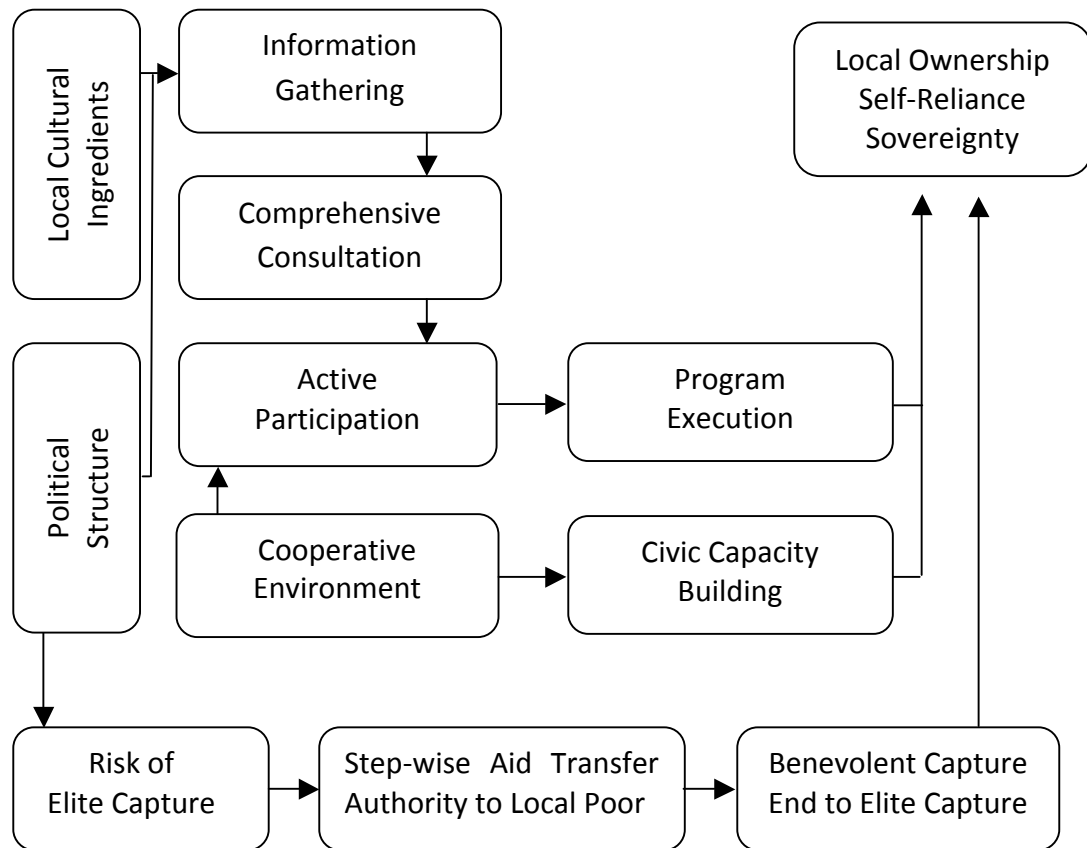 Local Cultural
Ingredients
Information
Gathering
Local Ownership
Self-Reliance
Sovereignty
Comprehensive
Consultation
Political
Structure
Active
Participation
Program
Execution
Cooperative
Environment
Civic Capacity
Building
Risk of
Elite Capture
Step-wise Aid Transfer
Authority to Local Poor
Benevolent Capture
End to Elite Capture